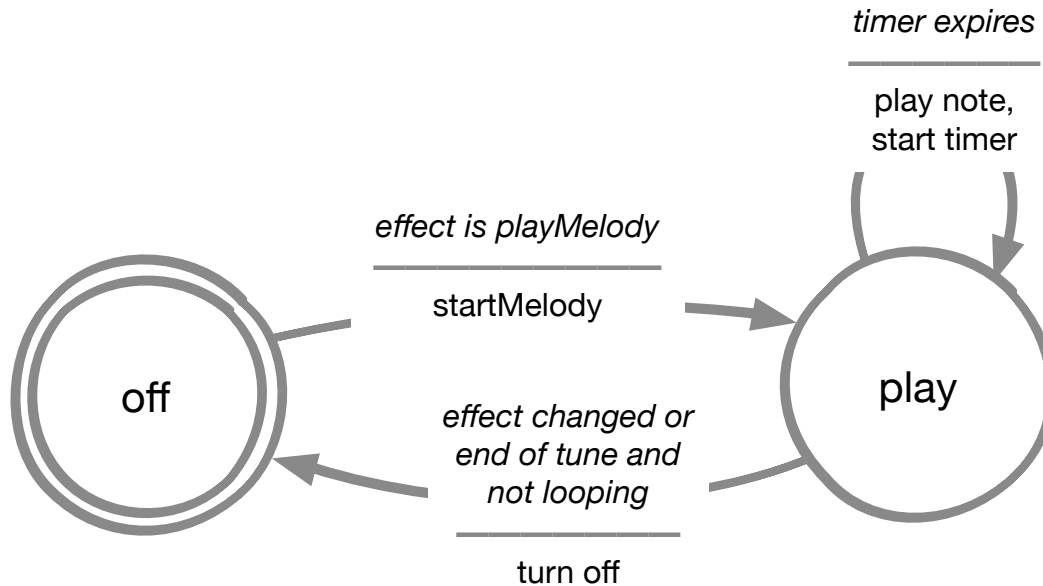 timer expires
play note,
start timer
effect is playMelody
startMelody
off
play
effect changed or
end of tune and
not looping
turn off